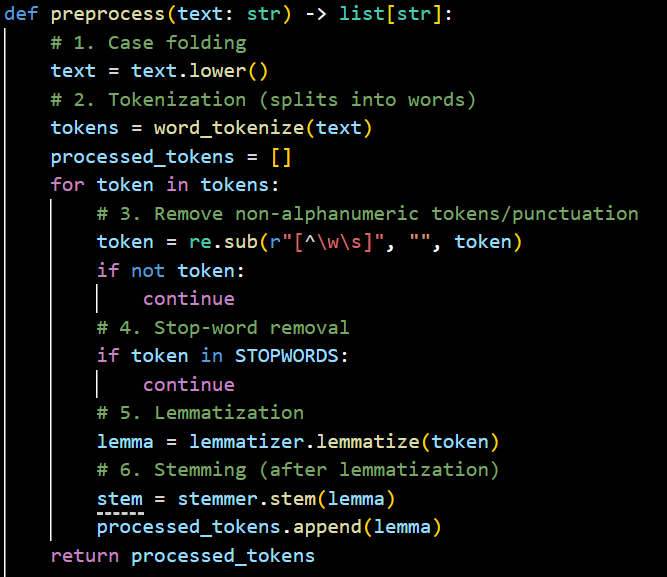 def preprocess(text: str) -> list[str]:
    # 1. Case folding
    text = text.lower()
    # 2. Tokenization (splits into words)
    tokens = word_tokenize(text)
    processed_tokens = []
    for token in tokens:
        # 3. Remove non-alphanumeric tokens/punctuation
        token = re.sub(r"[^\w\s]", "", token)
        if not token:
            continue
        # 4. Stop-word removal
        if token in STOPWORDS:
            continue
        # 5. Lemmatization
        lemma = lemmatizer.lemmatize(token)
        # 6. Stemming (after lemmatization)
        stem = stemmer.stem(lemma)
        processed_tokens.append(lemma)
    return processed_tokens